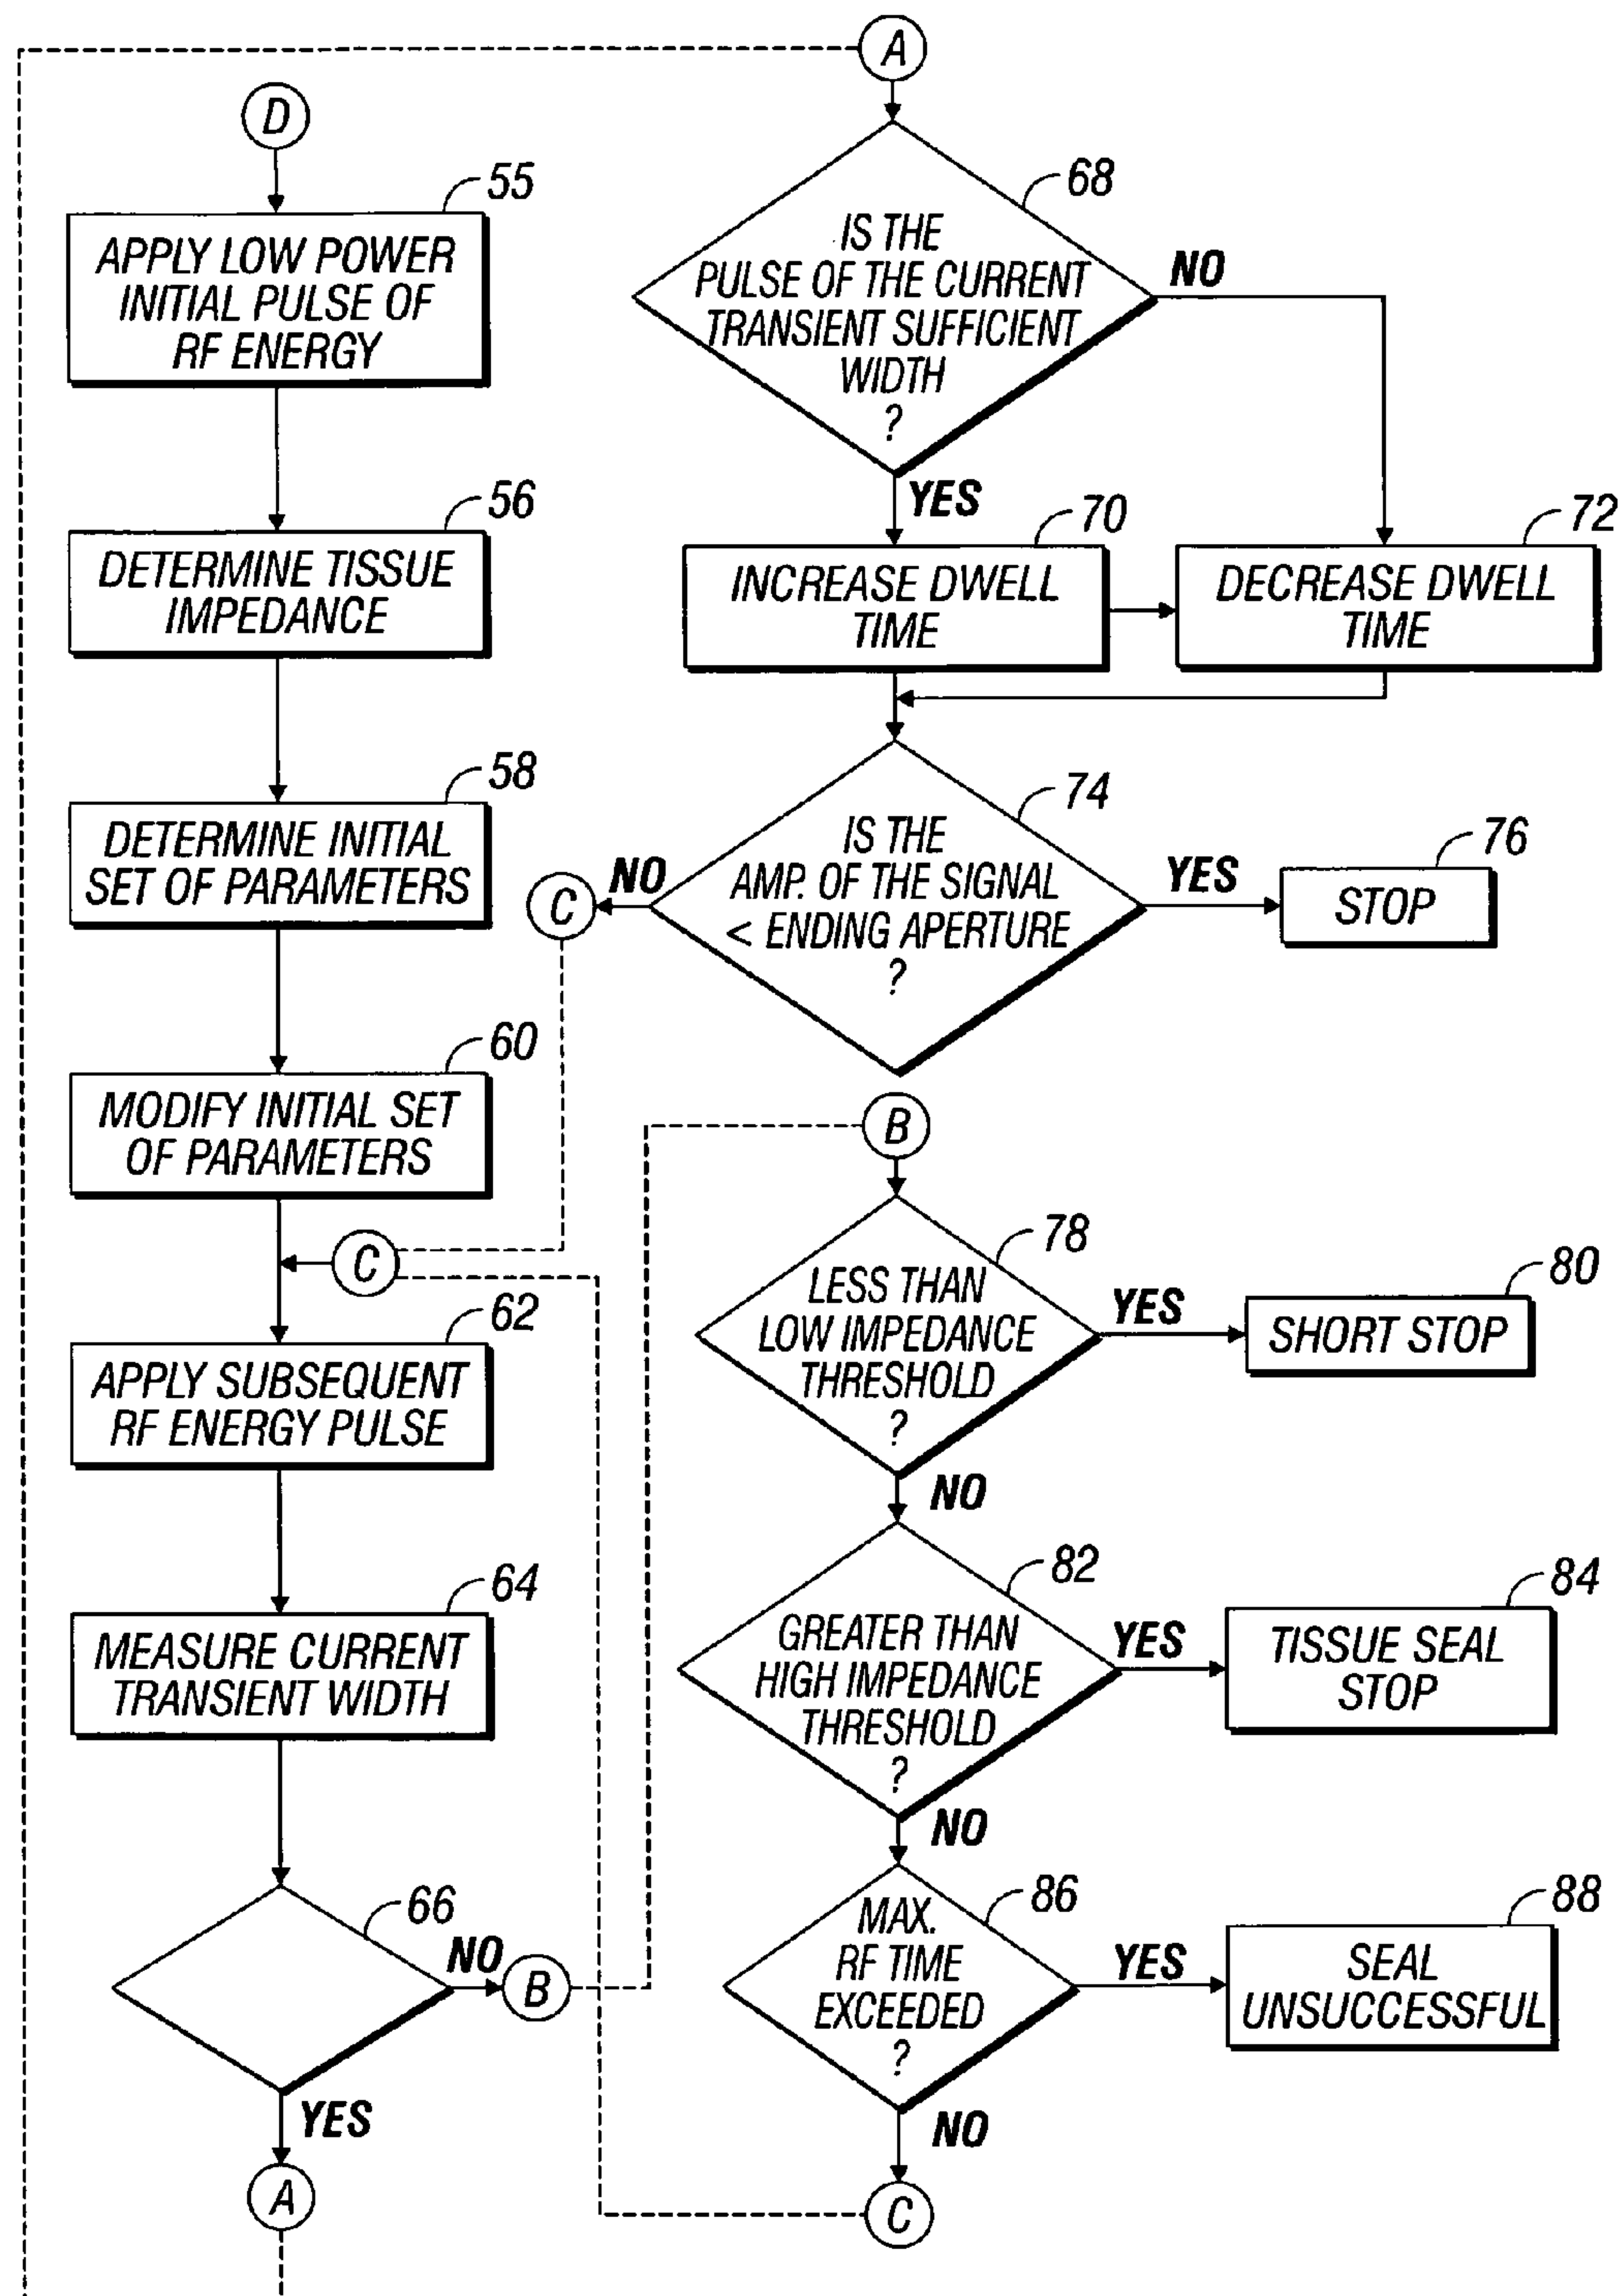 D
55
APPLY LOW POWER
INITIAL PULSE OF
RF ENERGY
56
DETERMINE TISSUE
IMPEDANCE
58
DETERMINE INITIAL
SET OF PARAMETERS
60
MODIFY INITIAL SET
OF PARAMETERS
C
62
APPLY SUBSEQUENT
RF ENERGY PULSE
64
MEASURE CURRENT
TRANSIENT WIDTH
66
NO
B
YES
A
A
68
IS THE
PULSE OF THE CURRENT
TRANSIENT SUFFICIENT
WIDTH
?
NO
YES
70
INCREASE DWELL
TIME
72
DECREASE DWELL
TIME
74
IS THE
AMP. OF THE SIGNAL
< ENDING APERTURE
?
NO
C
YES
76
STOP
B
78
LESS THAN
LOW IMPEDANCE
THRESHOLD
?
YES
80
SHORT STOP
NO
82
GREATER THAN
HIGH IMPEDANCE
THRESHOLD
?
YES
84
TISSUE SEAL
STOP
NO
86
MAX.
RF TIME
EXCEEDED
?
YES
88
SEAL
UNSUCCESSFUL
NO
C